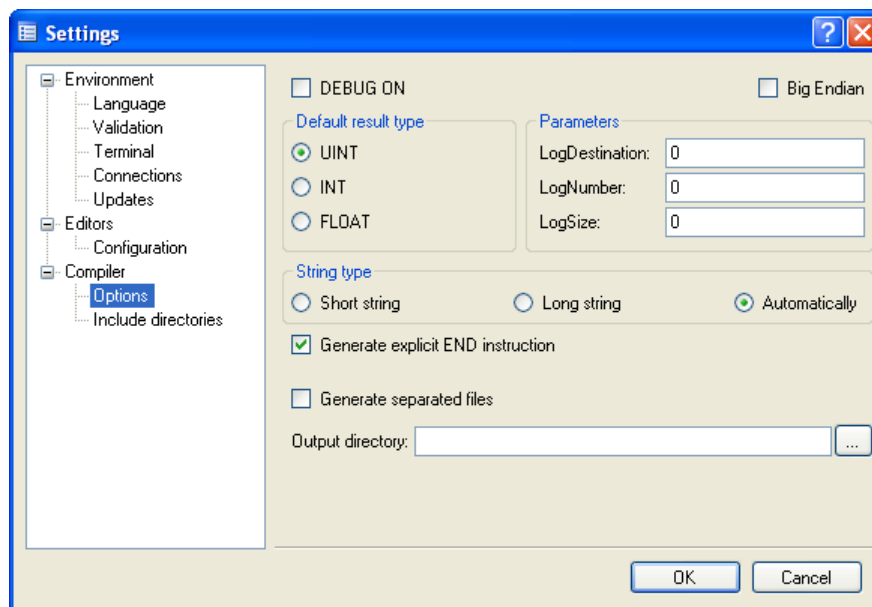 Settings
?
Environment
Language
Validation
Terminal
Connections
Updates
Editors
Configuration
Compiler
Options
Include directories
DEBUG ON
Big Endian
Default result type
UINT
INT
FLOAT
Parameters
LogDestination: 0
LogNumber: 0
LogSize: 0
String type
Short string Long string Automatically
Generate explicit END instruction
Generate separated files
Output directory: ...
OK Cancel